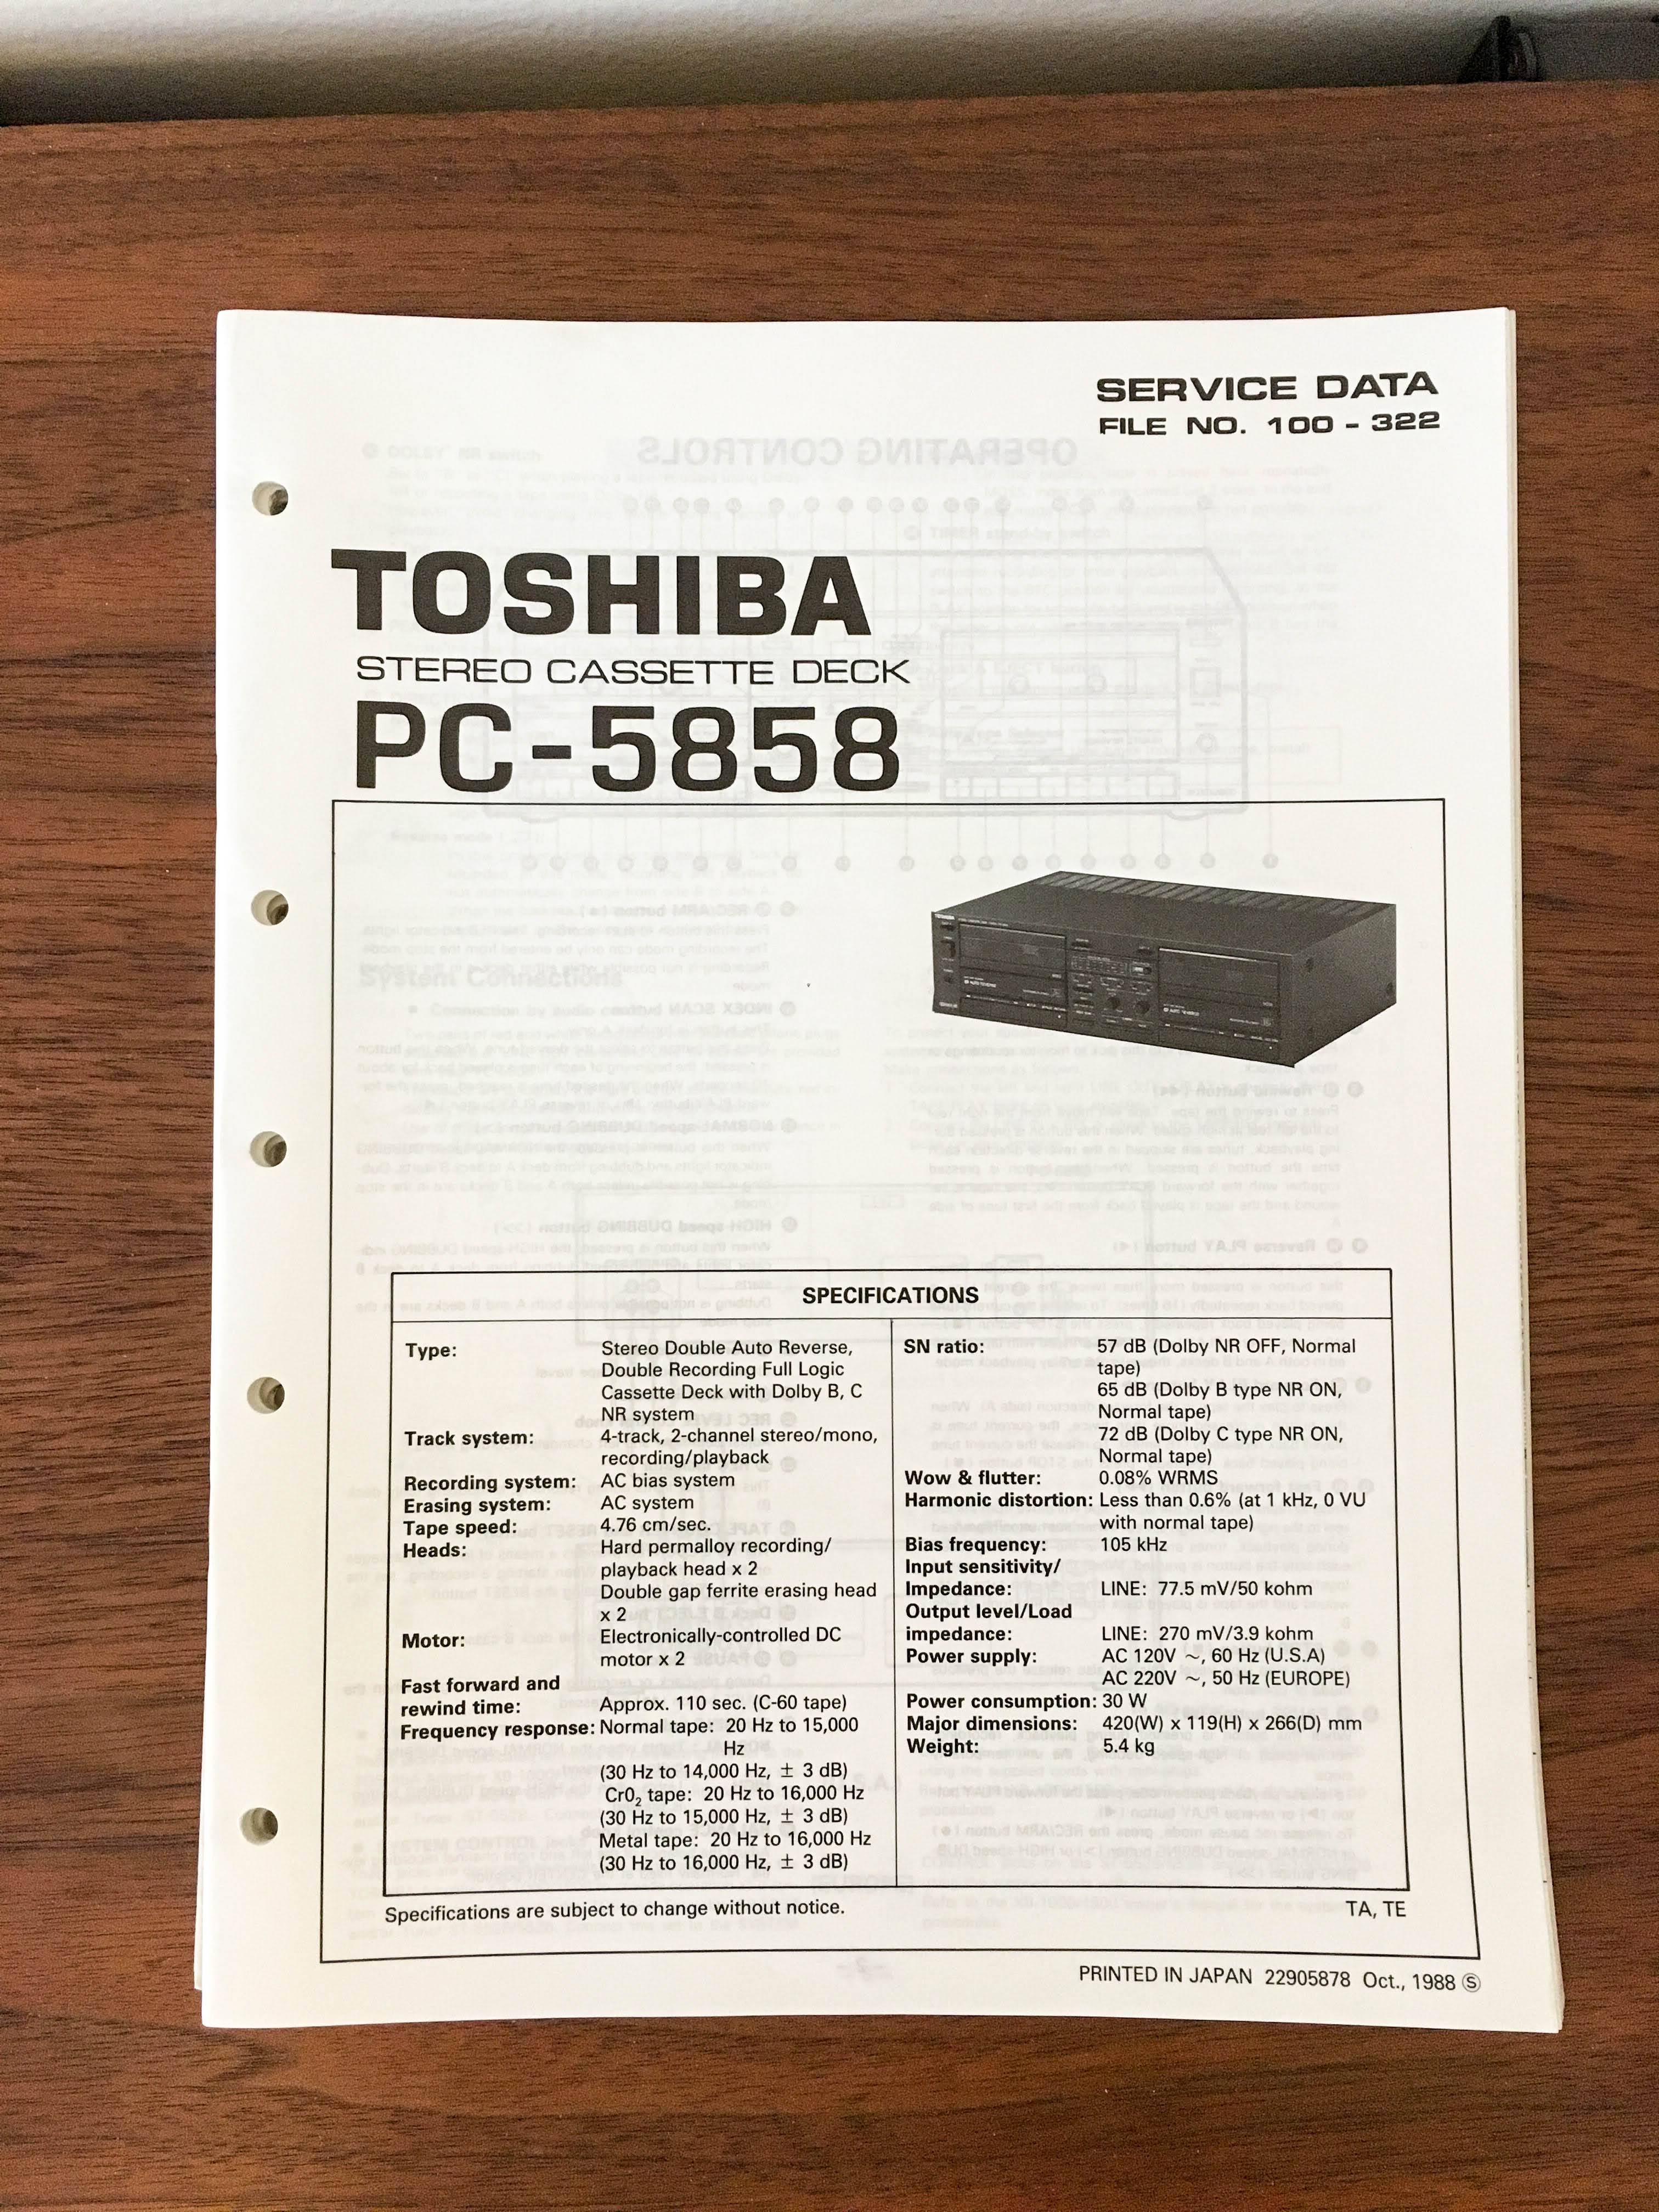 SERVICE DATA
FILE NO. 100 - 322
TOSHIBA
STEREO CASSETTE DECK
PC-5858
TOSHIBA
SPECIFICATIONS
Type: Stereo Double Auto Reverse,
Double Recording Full Logic
Cassette Deck with Dolby B, C
NR system
Track system: 4-track, 2-channel stereo/mono,
recording/playback
Recording system: AC bias system
Erasing system: AC system
Tape speed: 4.76 cm/sec.
Heads: Hard permalloy recording/
playback head x 2
Double gap ferrite erasing head
x 2
Motor: Electronically-controlled DC
motor x 2
Fast forward and
rewind time: Approx. 110 sec. (C-60 tape)
Frequency response: Normal tape: 20 Hz to 15,000
Hz
(30 Hz to 14,000 Hz, ± 3 dB)
Cr0₂ tape: 20 Hz to 16,000 Hz
(30 Hz to 15,000 Hz, ± 3 dB)
Metal tape: 20 Hz to 16,000 Hz
(30 Hz to 16,000 Hz, ± 3 dB)
SN ratio: 57 dB (Dolby NR OFF, Normal
tape)
65 dB (Dolby B type NR ON,
Normal tape)
72 dB (Dolby C type NR ON,
Normal tape)
Wow & flutter: 0.08% WRMS
Harmonic distortion: Less than 0.6% (at 1 kHz, 0 VU
with normal tape)
Bias frequency: 105 kHz
Input sensitivity/
Impedance: LINE: 77.5 mV/50 kohm
Output level/Load
impedance: LINE: 270 mV/3.9 kohm
Power supply: AC 120V ∼, 60 Hz (U.S.A)
AC 220V ∼, 50 Hz (EUROPE)
Power consumption: 30 W
Major dimensions: 420(W) x 119(H) x 266(D) mm
Weight: 5.4 kg
Specifications are subject to change without notice.
TA, TE
PRINTED IN JAPAN 22905878 Oct., 1988 Ⓢ